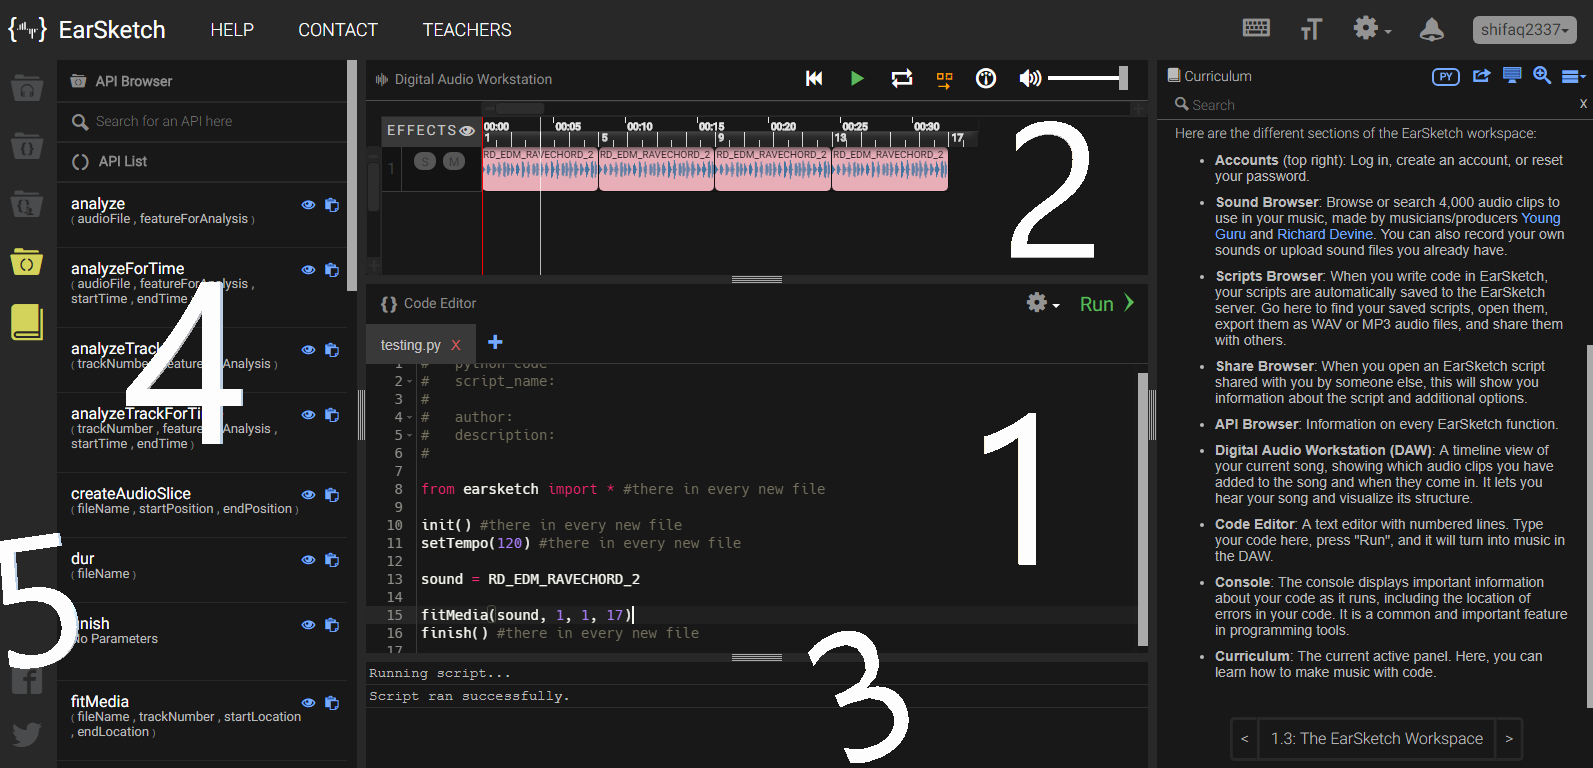 EarSketch
HELP
CONTACT
TEACHERS
shifaq2337
API Browser
Search for an API here
API List
analyze
( audioFile , featureForAnalysis )
analyzeForTime
( audioFile , featureForAnalysis ,
startTime , endTime
analyzeTrack
( trackNumber , featureForAnalysis )
analyzeTrackForTi
( trackNumber , featureForAnalysis ,
startTime , endTime )
createAudioSlice
( fileName , startPosition , endPosition )
dur
( fileName )
finish
No Parameters
fitMedia
( fileName , trackNumber , startLocation
, endLocation )
4
5
Digital Audio Workstation
EFFECTS
00:00 00:05 00:10 00:15 00:20 00:25 00:30
1 5 9 13 17
1 S M
RD_EDM_RAVECHORD_2 RD_EDM_RAVECHORD_2 RD_EDM_RAVECHORD_2 RD_EDM_RAVECHORD_2
2
{} Code Editor
Run
testing.py X +
1 # python code
2 # script_name:
3 #
4 # author:
5 # description:
6 #
7
8 from earsketch import * #there in every new file
9
10 init() #there in every new file
11 setTempo(120) #there in every new file
12
13 sound = RD_EDM_RAVECHORD_2
14
15 fitMedia(sound, 1, 1, 17)
16 finish() #there in every new file
17
1
Running script...
Script ran successfully.
3
Curriculum
PY
Search
X
Here are the different sections of the EarSketch workspace:
• Accounts (top right): Log in, create an account, or reset
your password.
• Sound Browser: Browse or search 4,000 audio clips to
use in your music, made by musicians/producers Young
Guru and Richard Devine. You can also record your own
sounds or upload sound files you already have.
• Scripts Browser: When you write code in EarSketch,
your scripts are automatically saved to the EarSketch
server. Go here to find your saved scripts, open them,
export them as WAV or MP3 audio files, and share them
with others.
• Share Browser: When you open an EarSketch script
shared with you by someone else, this will show you
information about the script and additional options.
• API Browser: Information on every EarSketch function.
• Digital Audio Workstation (DAW): A timeline view of
your current song, showing which audio clips you have
added to the song and when they come in. It lets you
hear your song and visualize its structure.
• Code Editor: A text editor with numbered lines. Type
your code here, press "Run", and it will turn into music in
the DAW.
• Console: The console displays important information
about your code as it runs, including the location of
errors in your code. It is a common and important feature
in programming tools.
• Curriculum: The current active panel. Here, you can
learn how to make music with code.
< 1.3: The EarSketch Workspace >